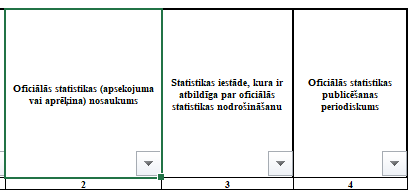 Oficiālās statistikas (apsekojuma
vai aprēķina) nosaukums
Statistikas iestāde, kura ir
atbildīga par oficiālās
statistikas nodrošināšanu
Oficiālās statistikas
publicēšanas
periodiskums
2
3
4